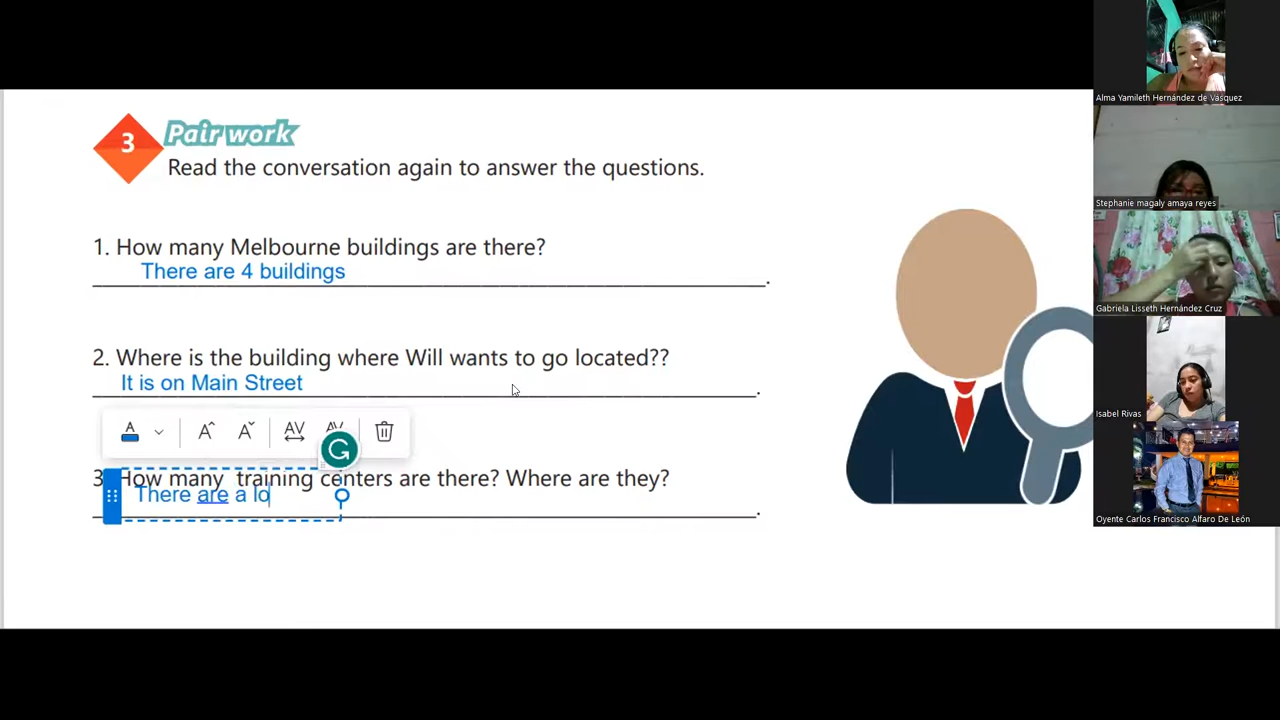 3
Pair work
Read the conversation again to answer the questions.
1. How many Melbourne buildings are there?
There are 4 buildings
2. Where is the building where Will wants to go located??
It is on Main Street
3. How many training centers are there? Where are they?
There are a lo
Alma Yamileth Hernández de Vásquez
Stephanie magaly amaya reyes
Gabriela Lisseth Hernández Cruz
Isabel Rivas
Oyente Carlos Francisco Alfaro De León